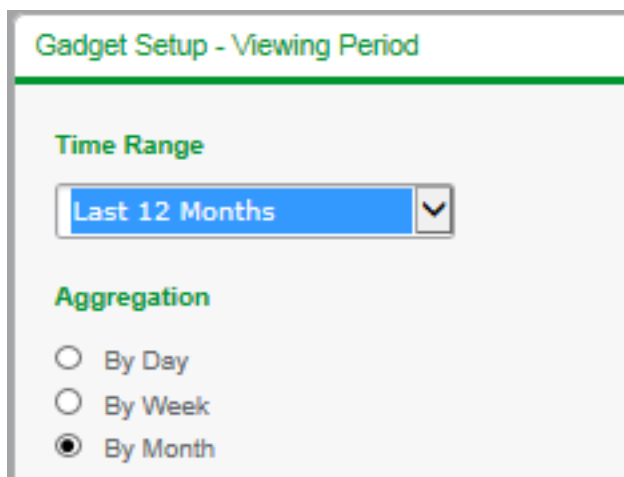 Gadget Setup - Viewing Period
Time Range
Last 12 Months
Aggregation
By Day
By Week
By Month